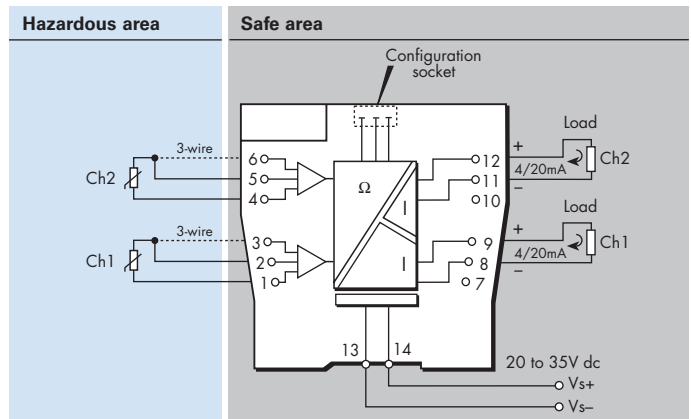 Hazardous area
Safe area
Configuration
socket
Load
3-wire
6
12
+
Ch2
5
Ω
11
4/20mA
Ch2
4
I
10
–
Load
3-wire
3
9
+
Ch1
2
I
8
4/20mA
Ch1
1
7
–
13
14
20 to 35V dc
Vs+
Vs–